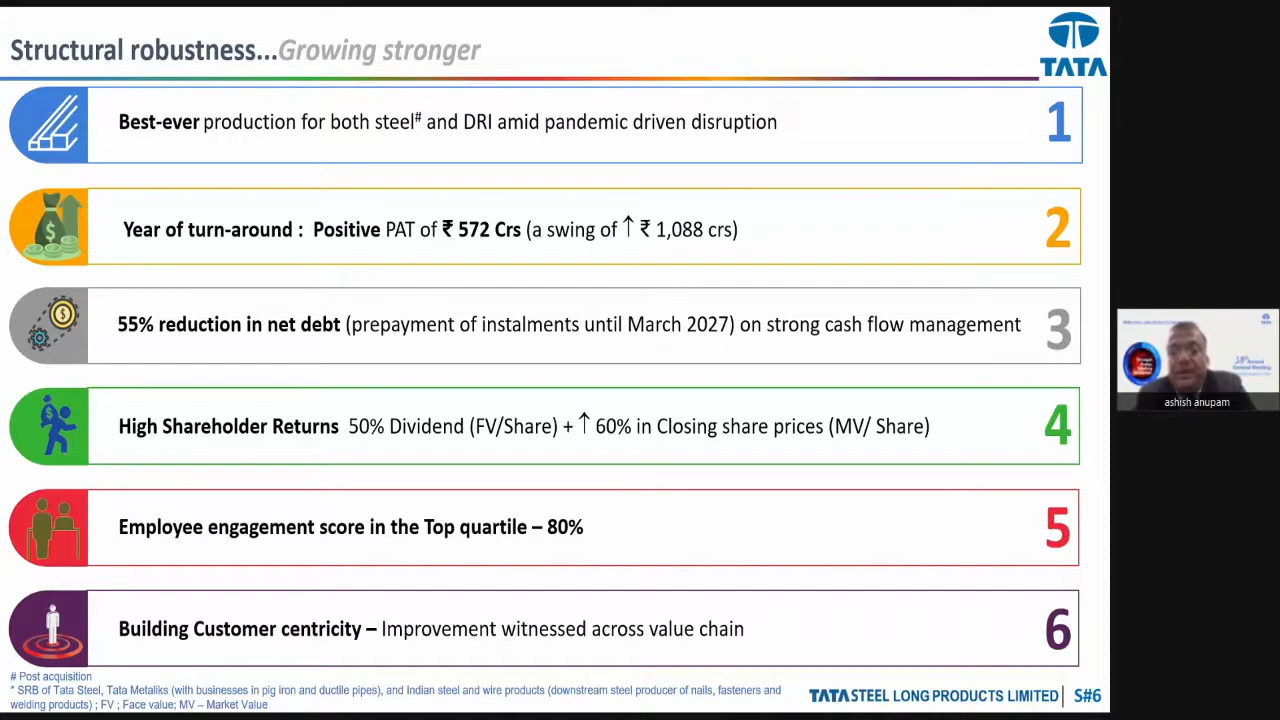 Structural robustness...Growing stronger
TATA
Best-ever production for both steel# and DRI amid pandemic driven disruption
1
Year of turn-around : Positive PAT of ₹ 572 Crs (a swing of ↑ ₹ 1,088 crs)
2
55% reduction in net debt (prepayment of instalments until March 2027) on strong cash flow management
3
High Shareholder Returns 50% Dividend (FV/Share) + ↑ 60% in Closing share prices (MV/ Share)
4
Employee engagement score in the Top quartile – 80%
5
Building Customer centricity – Improvement witnessed across value chain
6
# Post acquisition
* SRB of Tata Steel, Tata Metaliks (with businesses in pig iron and ductile pipes), and Indian steel and wire products (downstream steel producer of nails, fasteners and
welding products) ; FV ; Face value; MV – Market Value
TATA STEEL LONG PRODUCTS LIMITED | S#6
TATA
Annual
General Meeting
ashish anupam